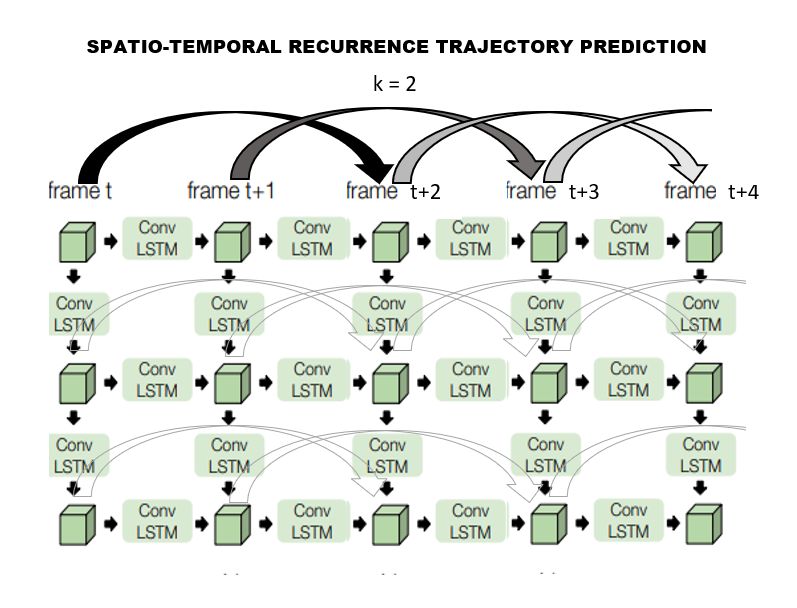 SPATIO-TEMPORAL RECURRENCE TRAJECTORY PREDICTION
k = 2
frame t frame t+1 frame t+2 frame t+3 frame t+4
Conv Conv Conv Conv
LSTM LSTM LSTM LSTM
Conv Conv Conv Conv Conv
LSTM LSTM LSTM LSTM LSTM
Conv Conv Conv Conv
LSTM LSTM LSTM LSTM
Conv Conv Conv Conv Conv
LSTM LSTM LSTM LSTM LSTM
Conv Conv Conv Conv
LSTM LSTM LSTM LSTM